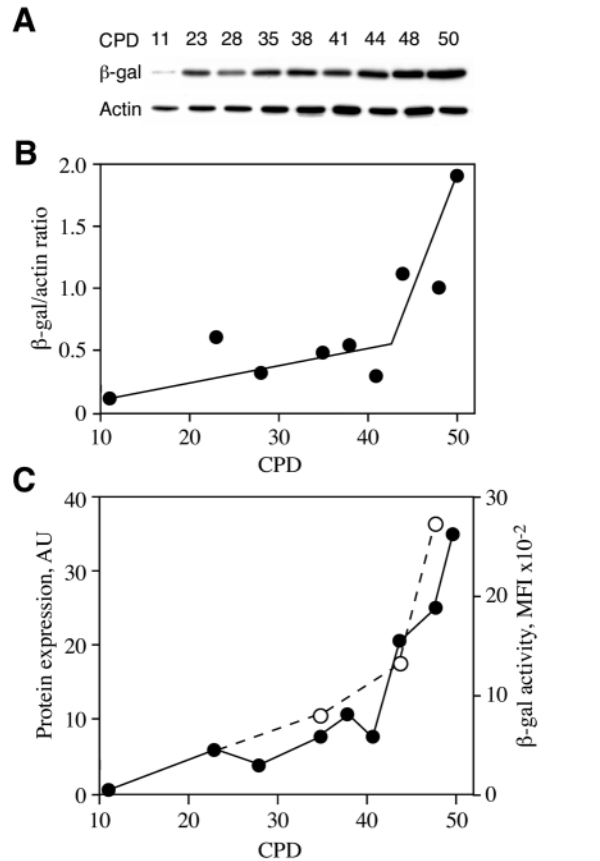 A
CPD 11 23 28 35 38 41 44 48 50
β-gal
Actin
B
2.0
1.5
1.0
0.5
0
β-gal/actin ratio
10 20 30 40 50
CPD
C
40
30
20
10
0
Protein expression, AU
30
20
10
0
β-gal activity, MFI x10-2
10 20 30 40 50
CPD